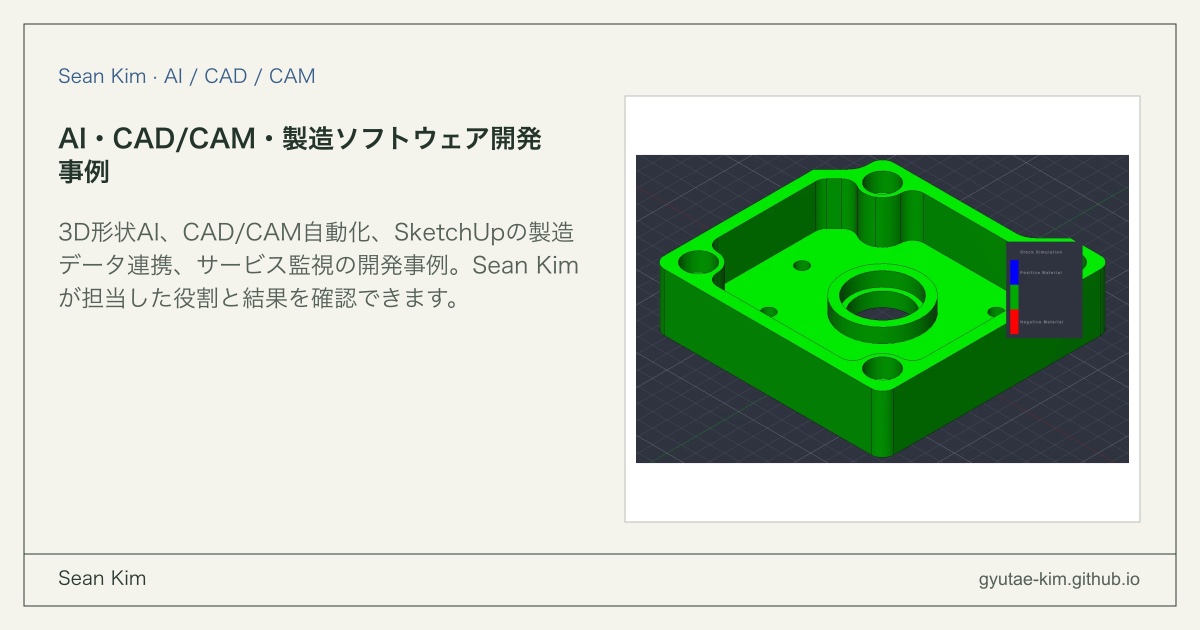 Sean Kim · AI / CAD / CAM
AI・CAD/CAM・製造ソフトウェア開発
事例
3D形状AI、CAD/CAM自動化、SketchUpの製造
データ連携、サービス監視の開発事例。Sean Kim
が担当した役割と結果を確認できます。
Stock Simulation
Positive Material
Negative Material
Sean Kim
gyutae-kim.github.io